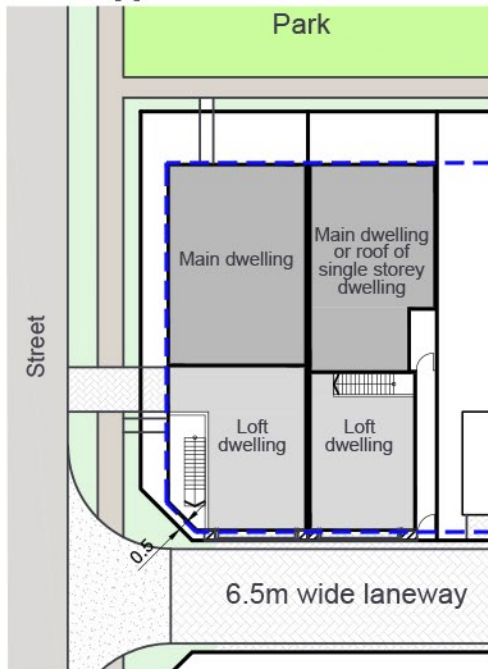 Park
Main dwelling
Main dwelling
or roof of
single storey
dwelling
Street
Loft
dwelling
Loft
dwelling
0.5
6.5m wide laneway